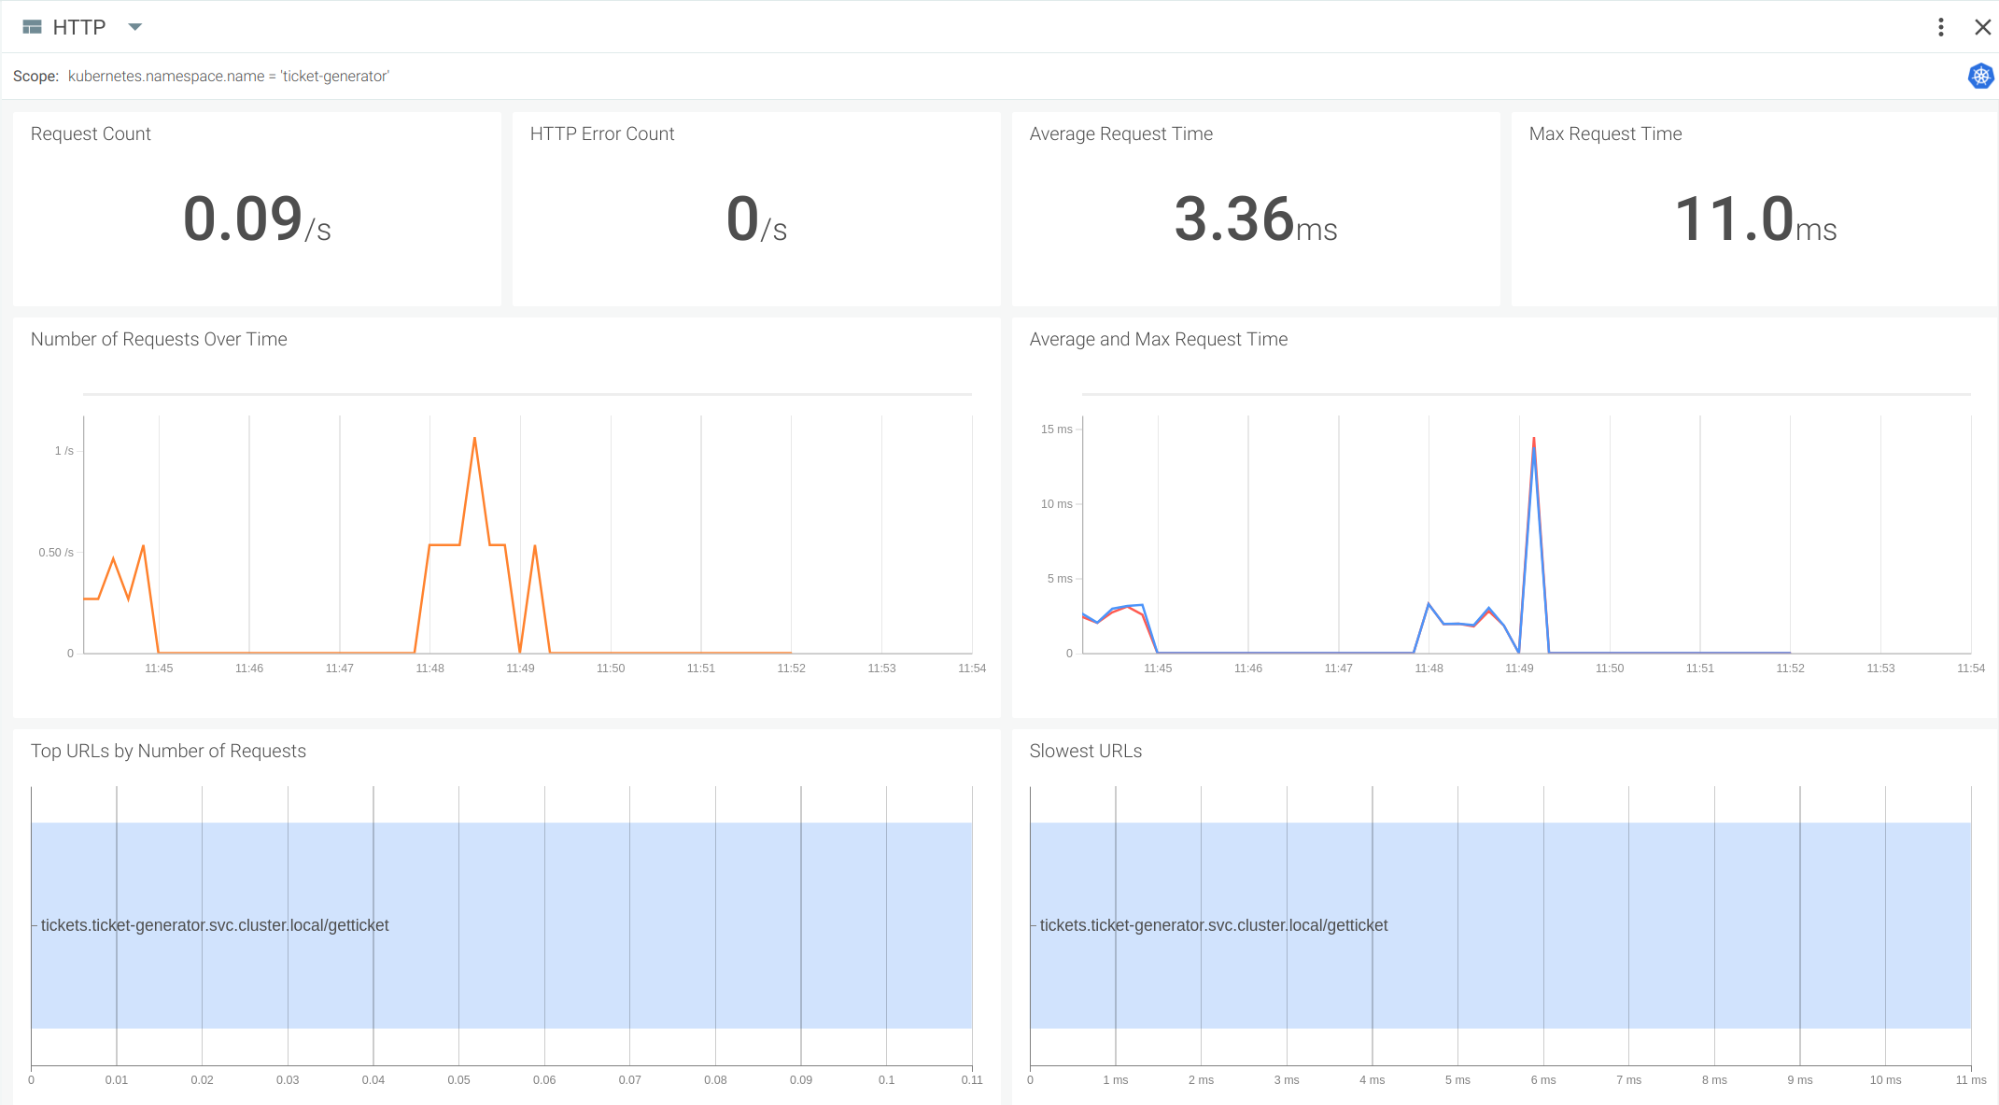 HTTP
Scope: kubernetes.namespace.name = 'ticket-generator'
Request Count
0.09/s
HTTP Error Count
0/s
Average Request Time
3.36ms
Max Request Time
11.0ms
Number of Requests Over Time
1 /s
0.50 /s
0
11:45 11:46 11:47 11:48 11:49 11:50 11:51 11:52 11:53 11:54
Average and Max Request Time
15 ms
10 ms
5 ms
0
11:45 11:46 11:47 11:48 11:49 11:50 11:51 11:52 11:53 11:54
Top URLs by Number of Requests
tickets.ticket-generator.svc.cluster.local/getticket
0 0.01 0.02 0.03 0.04 0.05 0.06 0.07 0.08 0.09 0.1 0.11
Slowest URLs
tickets.ticket-generator.svc.cluster.local/getticket
0 1 ms 2 ms 3 ms 4 ms 5 ms 6 ms 7 ms 8 ms 9 ms 10 ms 11 ms